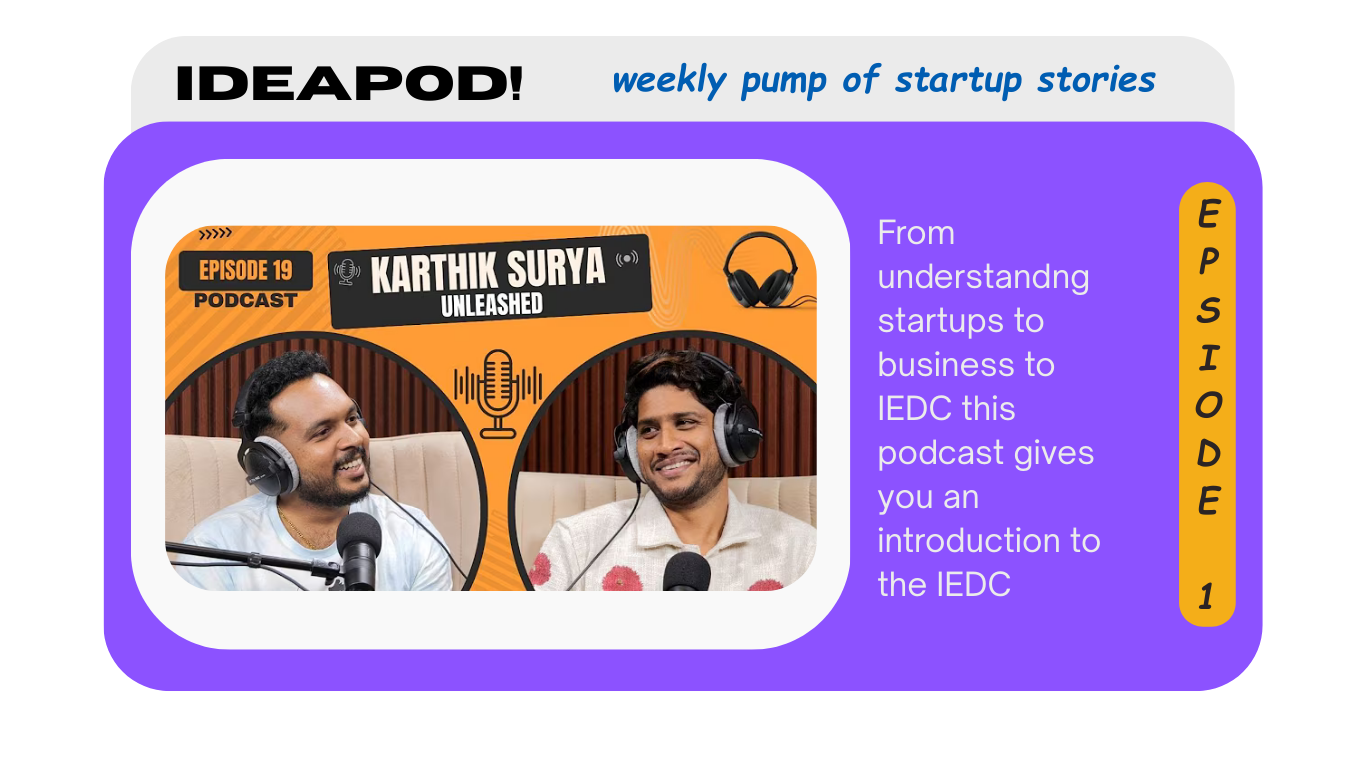 IDEAPOD!
weekly pump of startup stories
EPISODE 19
PODCAST
KARTHIK SURYA
UNLEASHED
From
understandng
startups to
business to
IEDC this
podcast gives
you an
introduction to
the IEDC
E
P
S
I
O
D
E
1